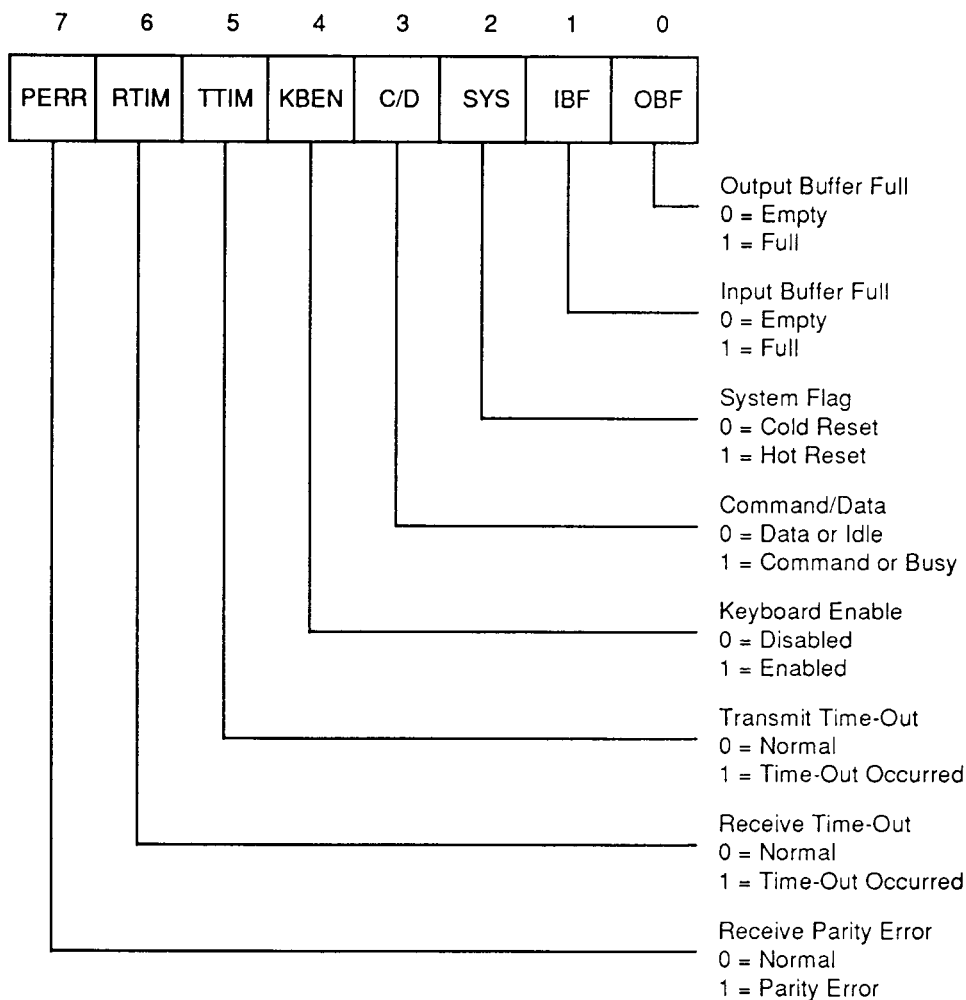 7 6 5 4 3 2 1 0
PERR RTIM TTIM KBEN C/D SYS IBF OBF
Output Buffer Full
0 = Empty
1 = Full
Input Buffer Full
0 = Empty
1 = Full
System Flag
0 = Cold Reset
1 = Hot Reset
Command/Data
0 = Data or Idle
1 = Command or Busy
Keyboard Enable
0 = Disabled
1 = Enabled
Transmit Time-Out
0 = Normal
1 = Time-Out Occurred
Receive Time-Out
0 = Normal
1 = Time-Out Occurred
Receive Parity Error
0 = Normal
1 = Parity Error